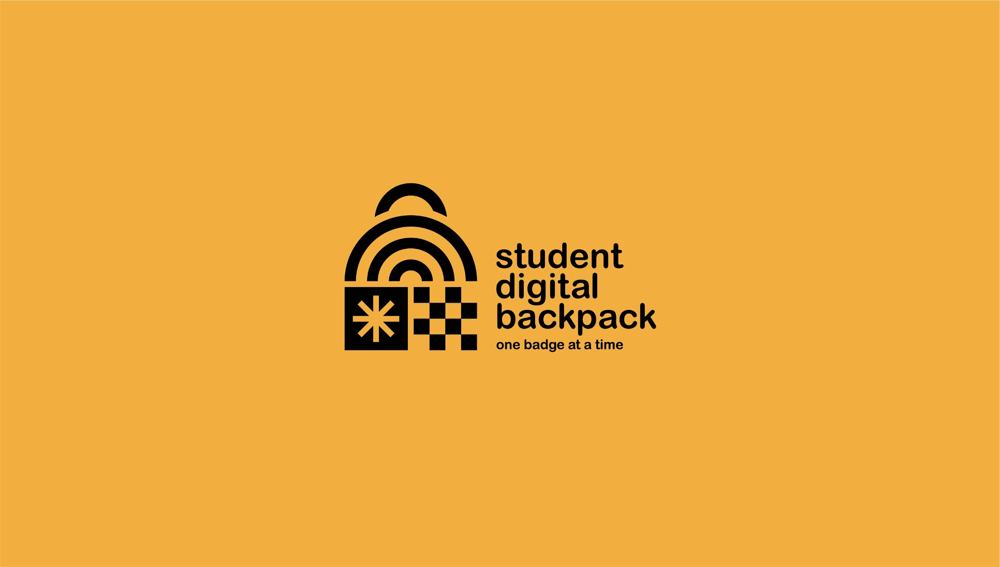 student
digital
backpack
one badge at a time